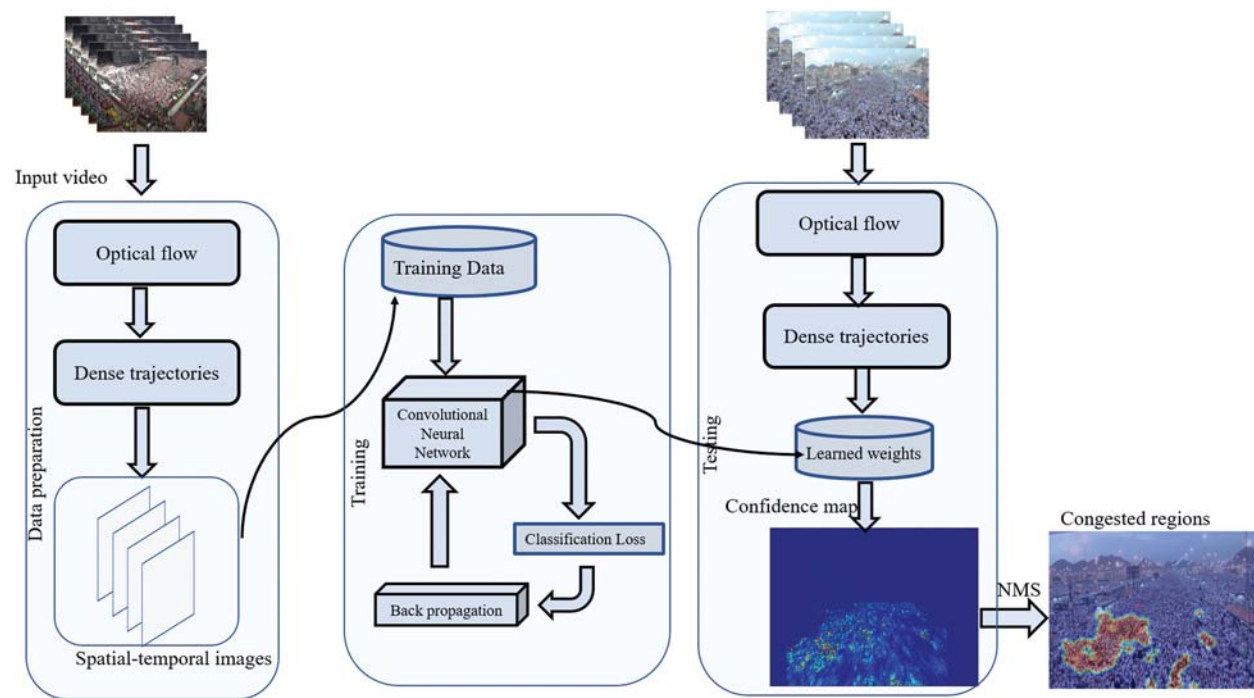 Input video
Optical flow
Dense trajectories
Data preparation
Spatial-temporal images
Training Data
Convolutional
Neural
Network
Training
Classification Loss
Back propagation
Optical flow
Dense trajectories
Testing
Learned weights
Confidence map
NMS
Congested regions